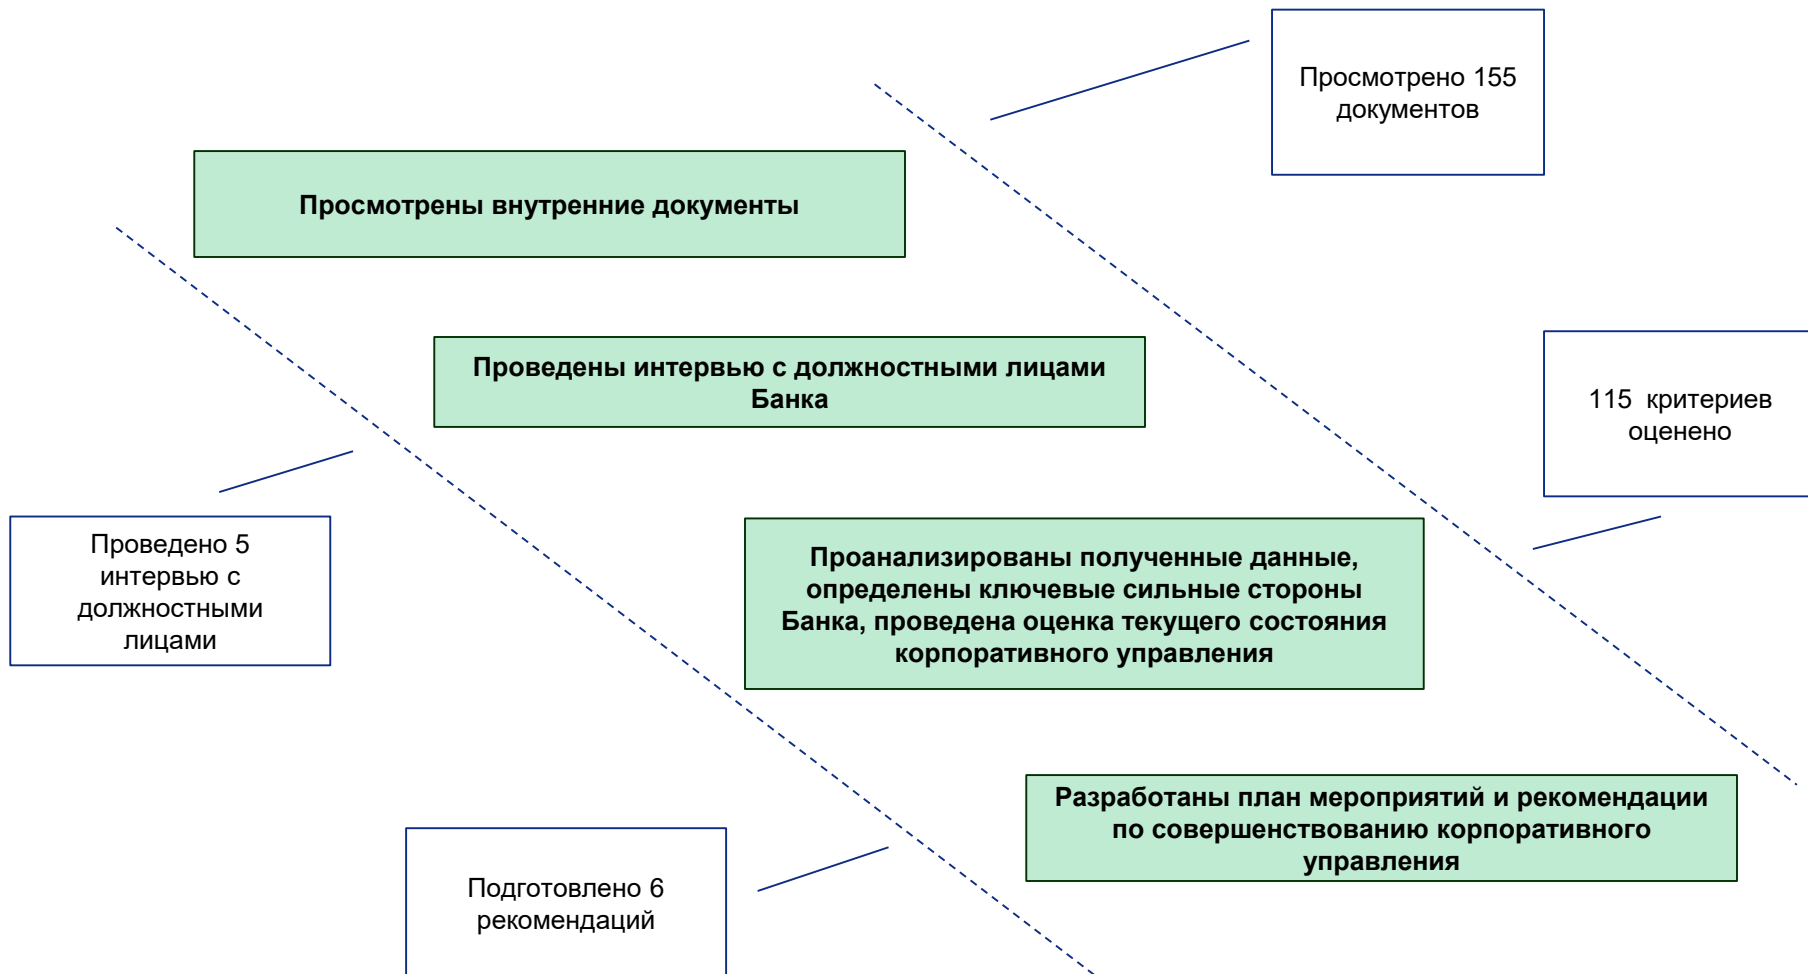 Просмотрено 155
документов
Просмотрены внутренние документы
Проведены интервью с должностными лицами
Банка
115  критериев
оценено
Проведено 5
интервью с
должностными
лицами
Проанализированы полученные данные,
определены ключевые сильные стороны
Банка, проведена оценка текущего состояния
корпоративного управления
Разработаны план мероприятий и рекомендации
по совершенствованию корпоративного
управления
Подготовлено 6
рекомендаций